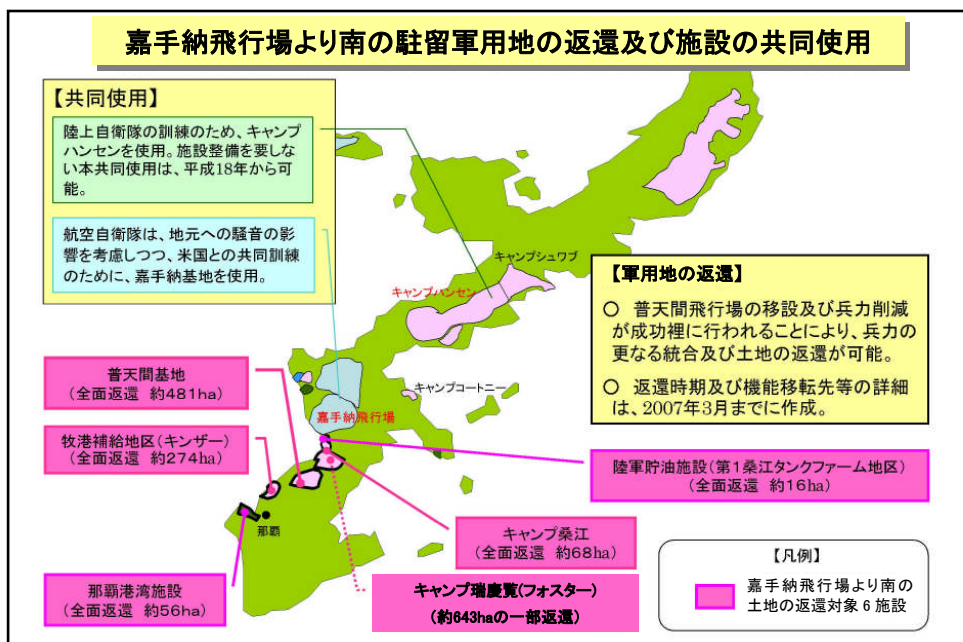 嘉手納飛行場より南の駐留軍用地の返還及び施設の共同使用
【共同使用】
陸上自衛隊の訓練のため、キャンプ
ハンセンを使用。施設整備を要しな
い本共同使用は、平成18年から可
能。
航空自衛隊は、地元への騒音の影
響を考慮しつつ、米国との共同訓練
のために、嘉手納基地を使用。
キャンプシュワブ
キャンプハンセン
【軍用地の返還】
○ 普天間飛行場の移設及び兵力削減
が成功裡に行われることにより、兵力の
更なる統合及び土地の返還が可能。
○ 返還時期及び機能移転先等の詳細
は、2007年3月までに作成。
普天間基地
(全面返還 約481ha)
キャンプコートニー
嘉手納飛行場
牧港補給地区(キンザー)
(全面返還 約274ha)
陸軍貯油施設(第1桑江タンクファーム地区)
(全面返還 約16ha)
那覇
キャンプ桑江
(全面返還 約68ha)
那覇港湾施設
(全面返還 約56ha)
キャンプ瑞慶覧(フォスター)
(約643haの一部返還)
【凡例】
嘉手納飛行場より南の
土地の返還対象6施設